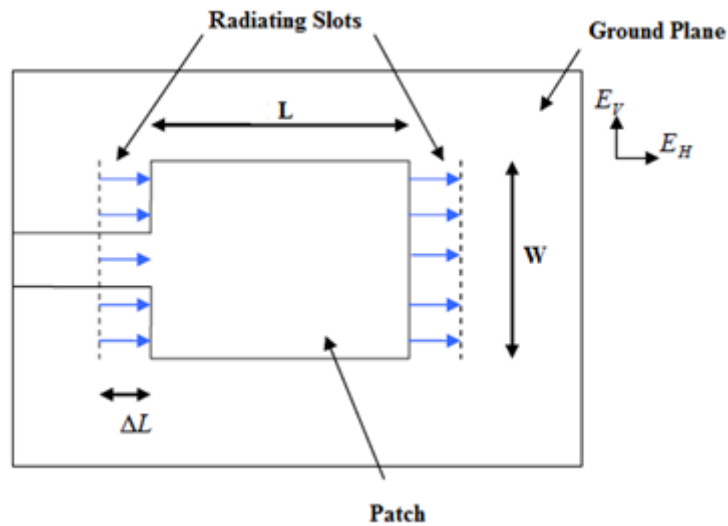 Radiating Slots
Ground Plane
L
E_V
E_H
W
ΔL
Patch